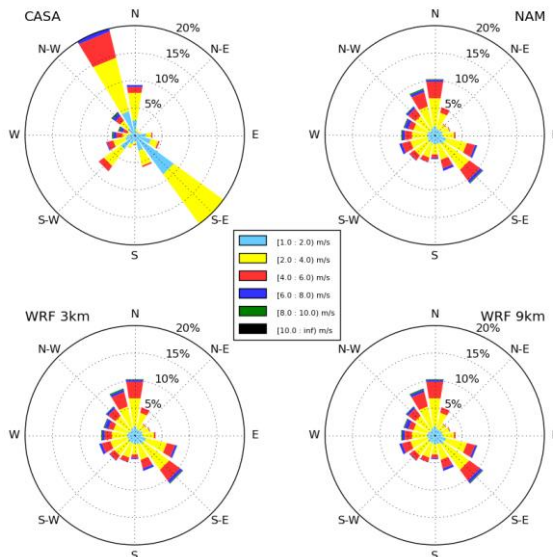 CASA
N
20%
15%
10%
5%
N-W
N-E
W
E
S-W
S-E
S
NAM
N
20%
15%
10%
5%
N-W
N-E
W
E
S-W
S-E
S
[1.0 : 2.0) m/s
[2.0 : 4.0) m/s
[4.0 : 6.0) m/s
[6.0 : 8.0) m/s
[8.0 : 10.0) m/s
[10.0 : inf) m/s
WRF 3km
N
20%
15%
10%
5%
N-W
N-E
W
E
S-W
S-E
S
WRF 9km
N
20%
15%
10%
5%
N-W
N-E
W
E
S-W
S-E
S